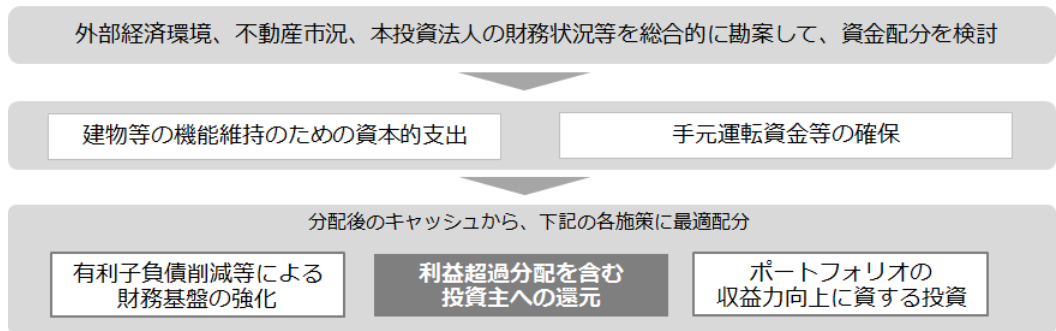 外部経済環境、不動産市況、本投資法人の財務状況等を総合的に勘案して、資金配分を検討
建物等の機能維持のための資本的支出
手元運転資金等の確保
分配後のキャッシュから、下記の各施策に最適配分
有利子負債削減等による
財務基盤の強化
利益超過分配を含む
投資主への還元
ポートフォリオの
収益力向上に資する投資